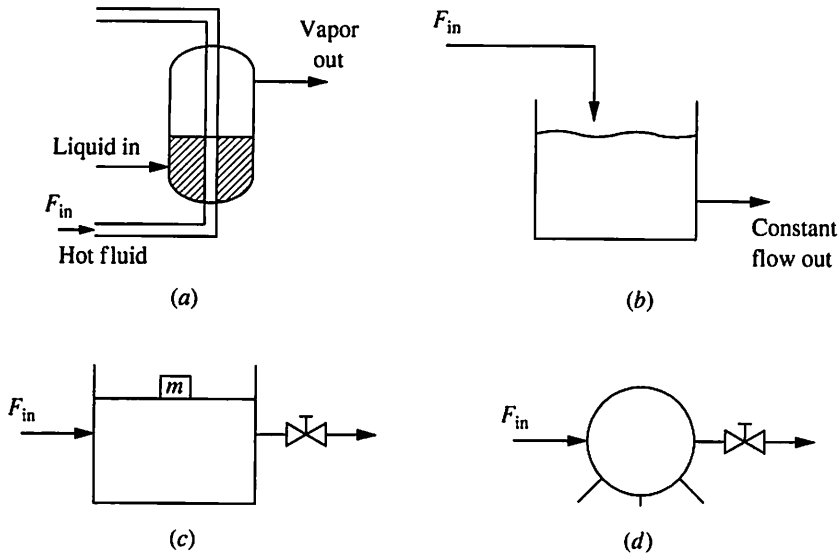 Vapor
out
Liquid in
F_in
Hot fluid
(a)
F_in
Constant
flow out
(b)
F_in
m
(c)
F_in
(d)